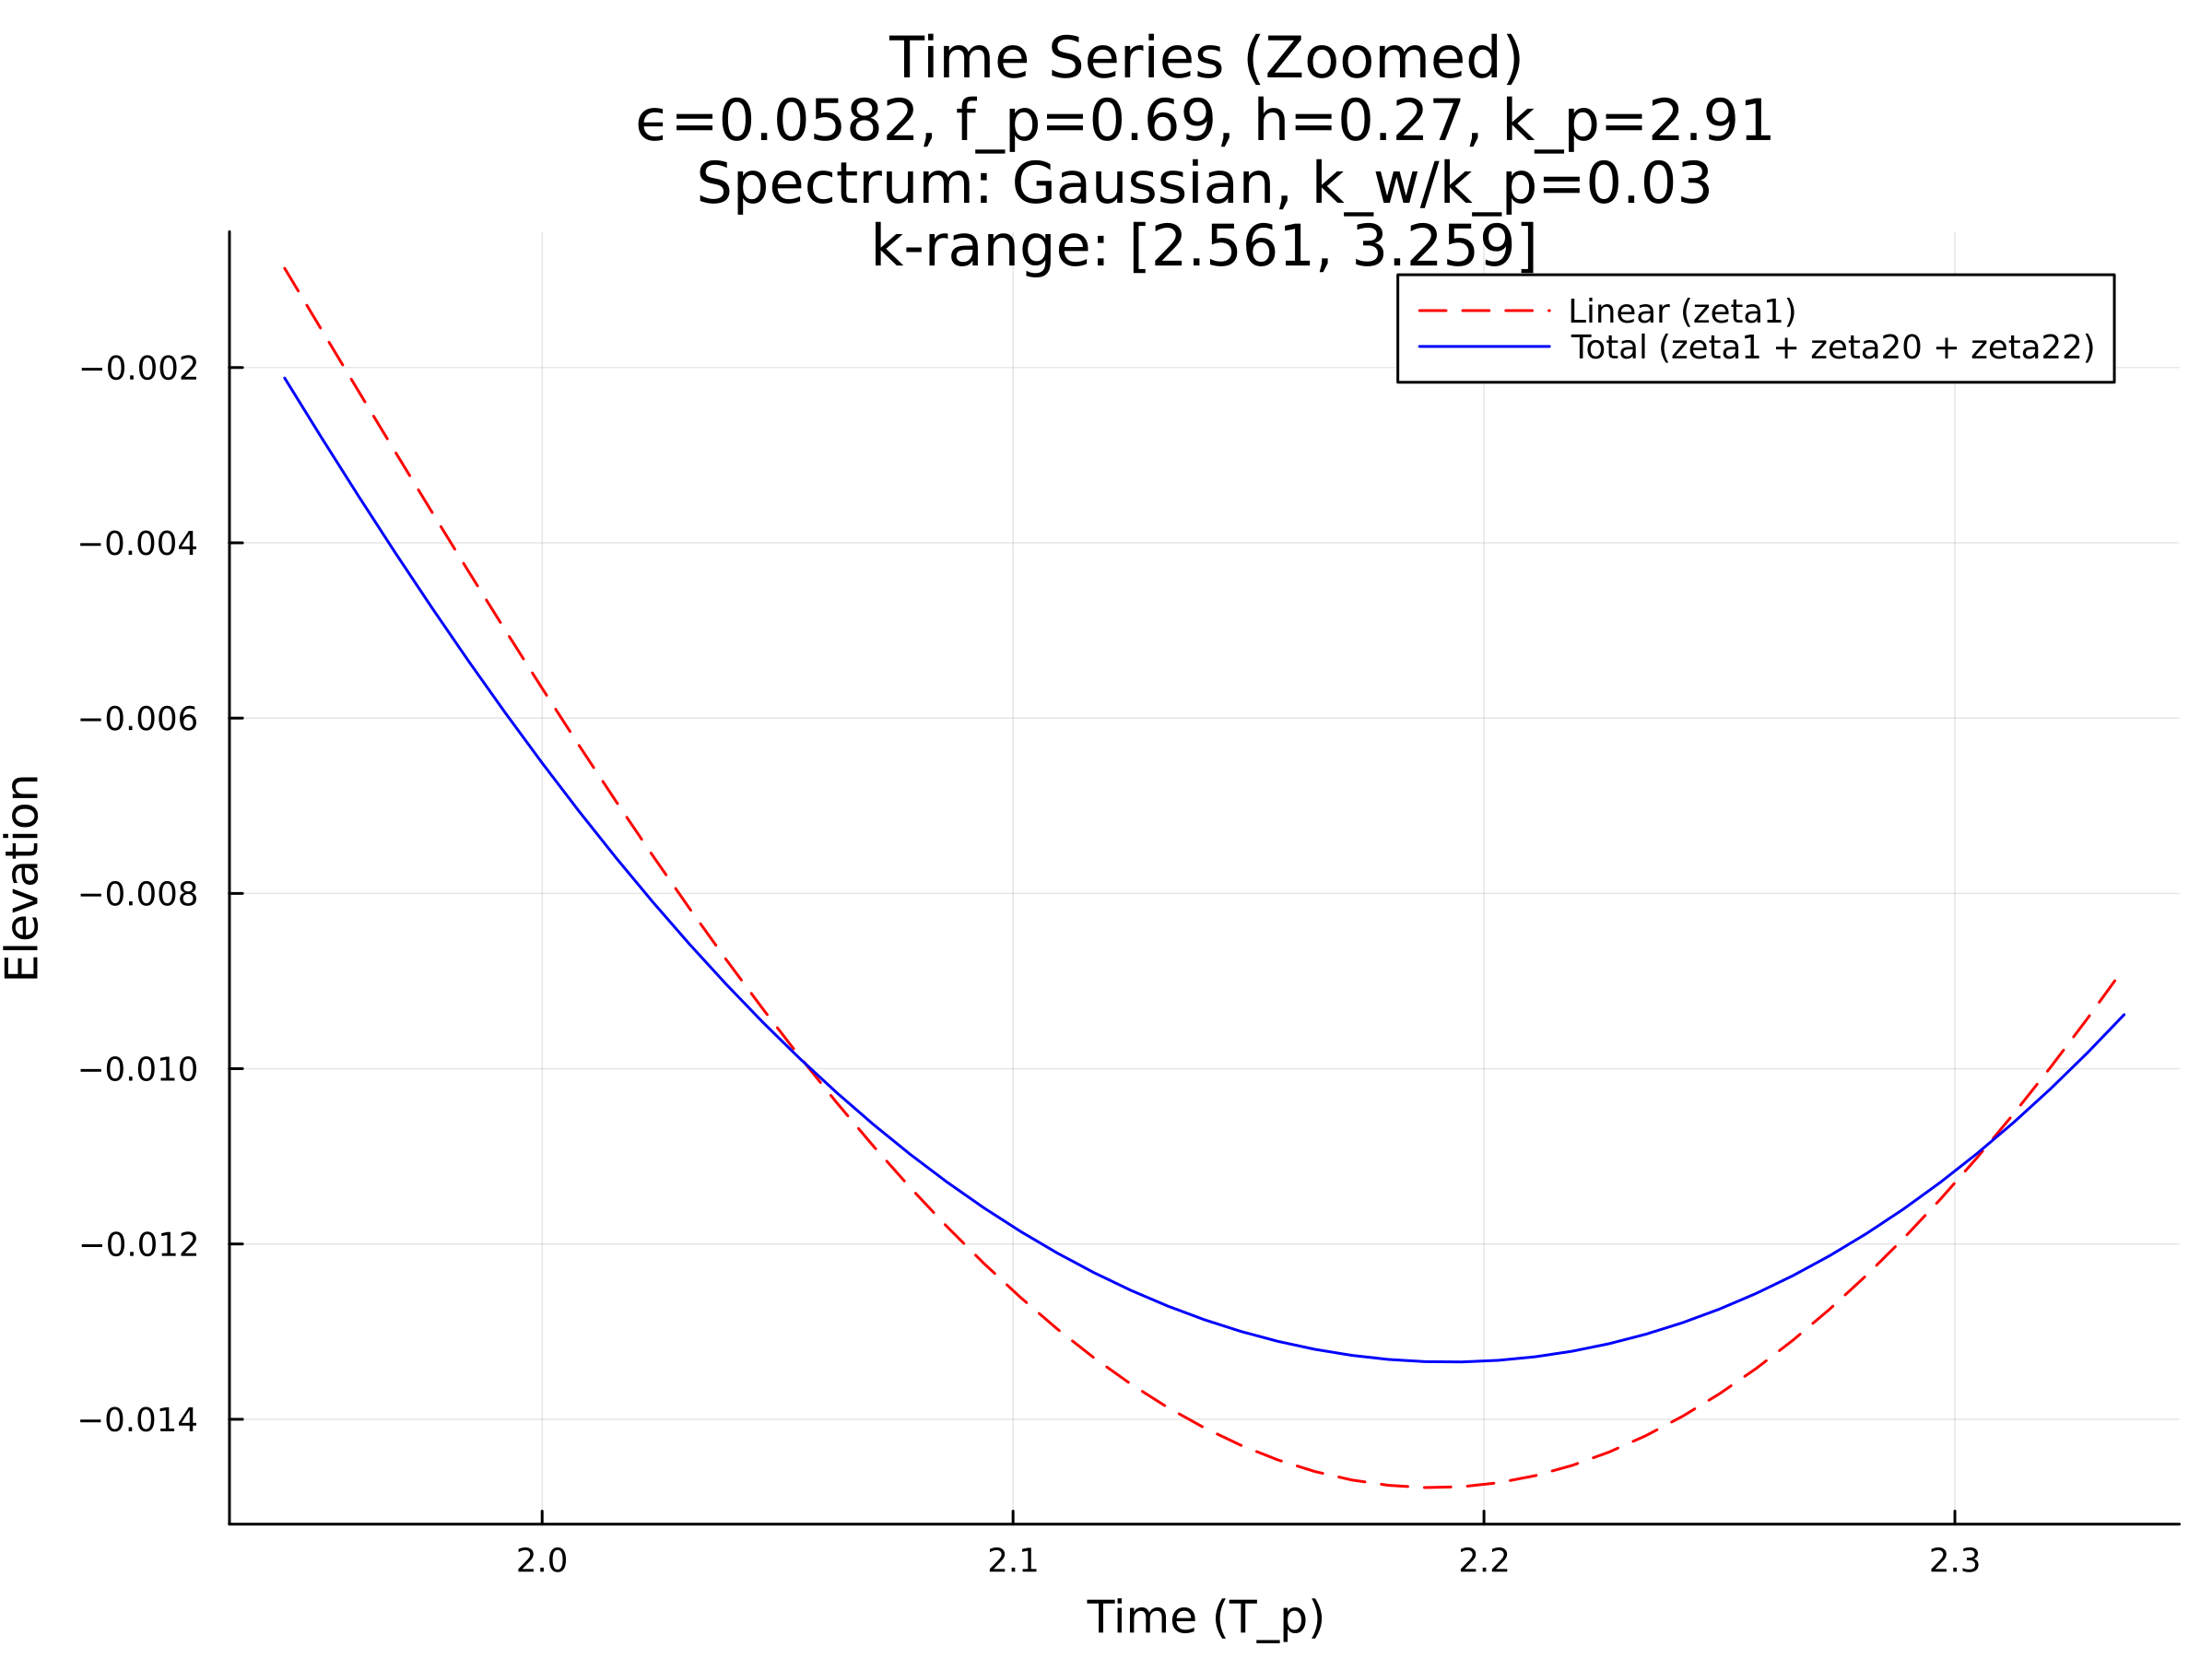 Time Series (Zoomed)
ϵ=0.0582, f_p=0.69, h=0.27, k_p=2.91
Spectrum: Gaussian, k_w/k_p=0.03
k-range: [2.561, 3.259]
Linear (zeta1)
Total (zeta1 + zeta20 + zeta22)
−0.002
−0.004
−0.006
−0.008
−0.010
−0.012
−0.014
Elevation
2.0 2.1 2.2 2.3
Time (T_p)